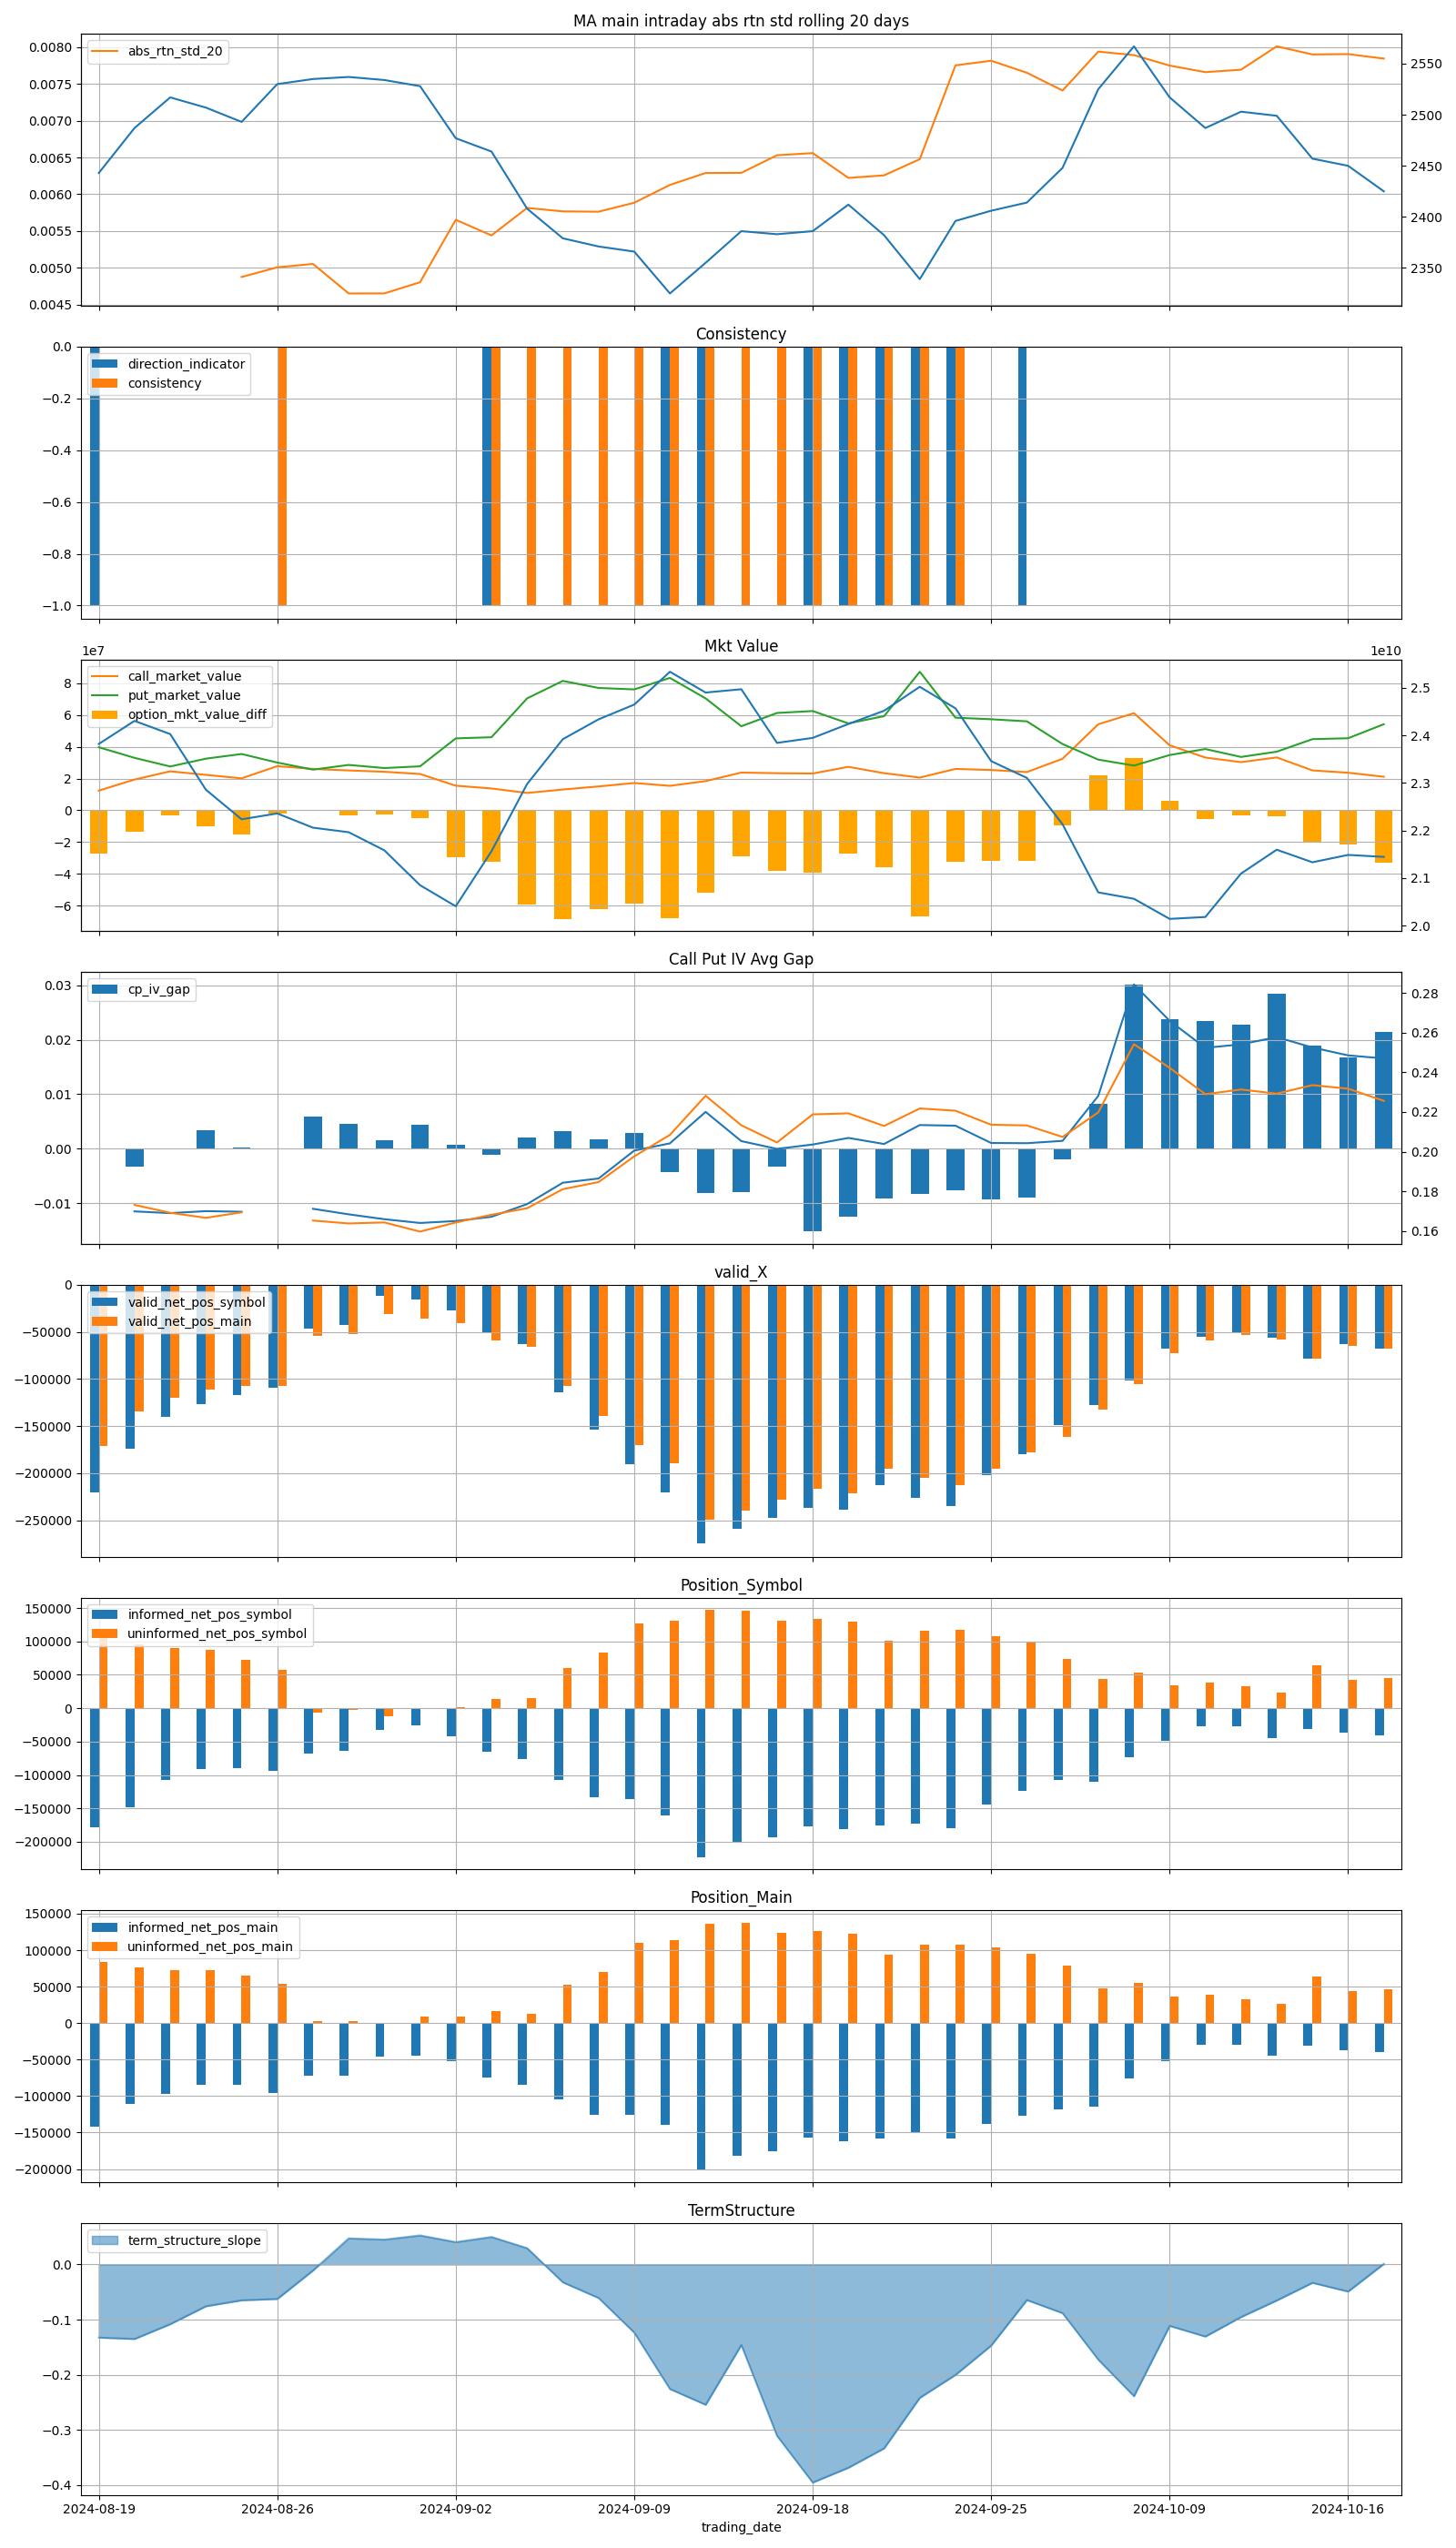 MA main intraday abs rtn std rolling 20 days
abs_rtn_std_20
0.0080
0.0075
0.0070
0.0065
0.0060
0.0055
0.0050
0.0045
2550
2500
2450
2400
2350
Consistency
direction_indicator
consistency
0.0
−0.2
−0.4
−0.6
−0.8
−1.0
Mkt Value
1e7
1e10
call_market_value
put_market_value
option_mkt_value_diff
8
6
4
2
0
−2
−4
−6
2.5
2.4
2.3
2.2
2.1
2.0
Call Put IV Avg Gap
cp_iv_gap
0.03
0.02
0.01
0.00
−0.01
0.28
0.26
0.24
0.22
0.20
0.18
0.16
valid_X
valid_net_pos_symbol
valid_net_pos_main
0
−50000
−100000
−150000
−200000
−250000
Position_Symbol
informed_net_pos_symbol
uninformed_net_pos_symbol
150000
100000
50000
0
−50000
−100000
−150000
−200000
Position_Main
informed_net_pos_main
uninformed_net_pos_main
150000
100000
50000
0
−50000
−100000
−150000
−200000
TermStructure
term_structure_slope
0.0
−0.1
−0.2
−0.3
−0.4
2024-08-19 2024-08-26 2024-09-02 2024-09-09 2024-09-18 2024-09-25 2024-10-09 2024-10-16
trading_date